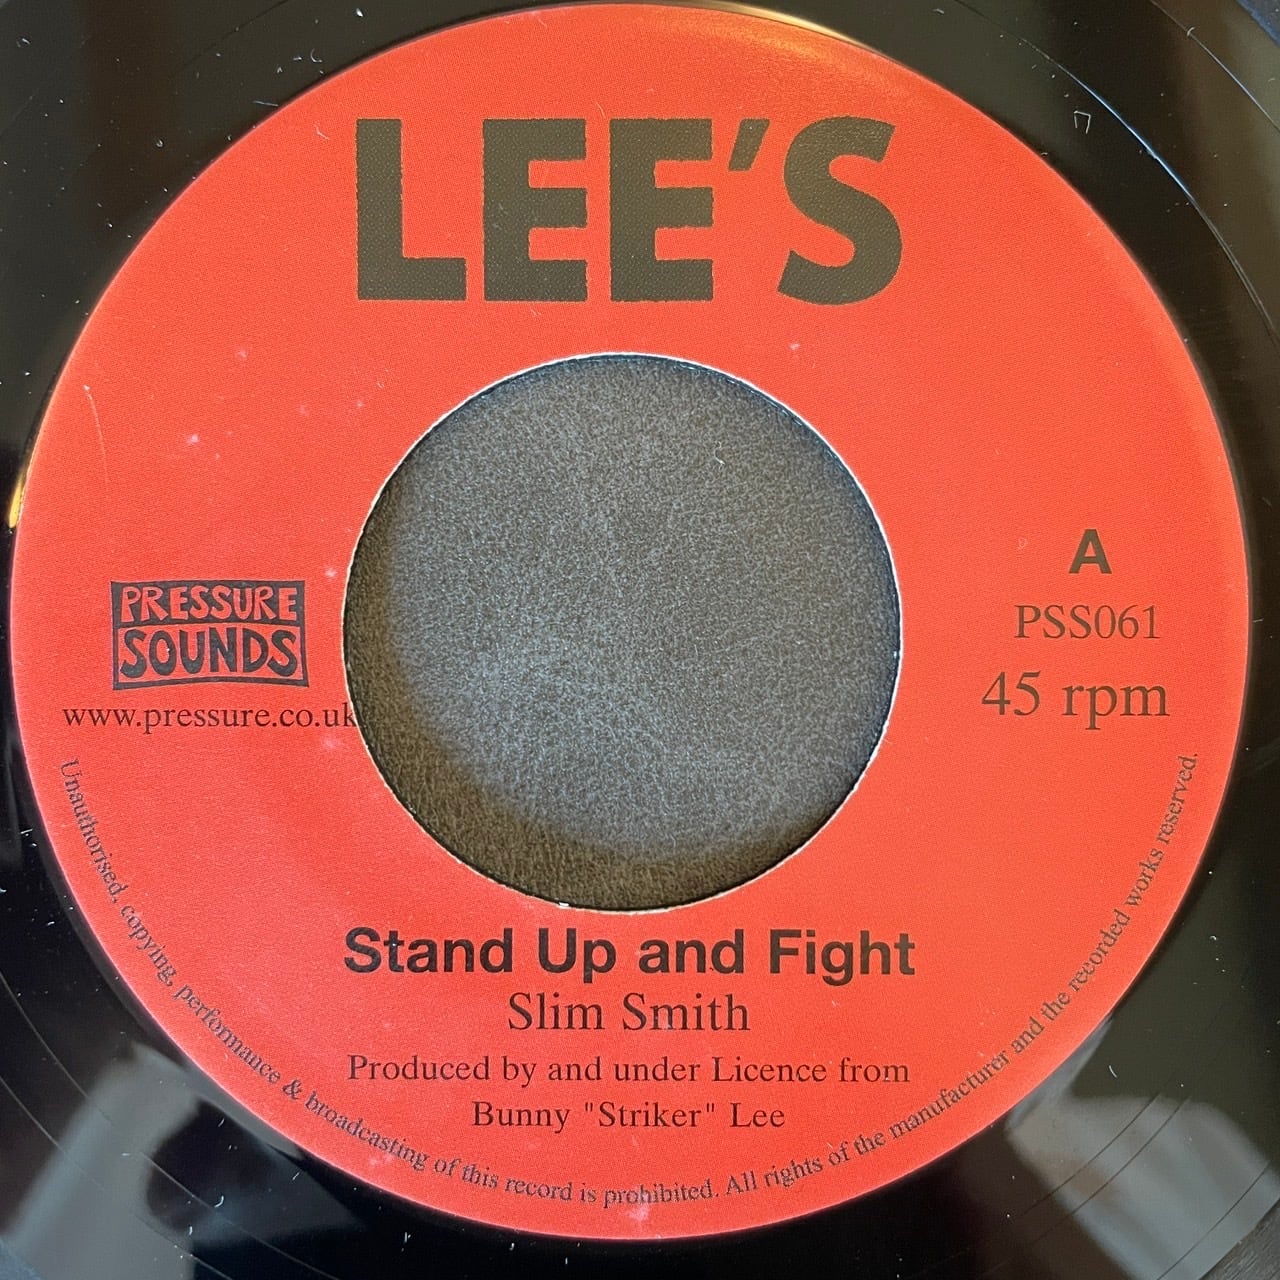 LEE'S
PRESSURE
SOUNDS
www.pressure.co.uk
A
PSS061
45 rpm
Stand Up and Fight
Slim Smith
Produced by and under Licence from
Bunny "Striker" Lee
Unauthorised, copying, performance & broadcasting of this record is prohibited. All rights of the manufacturer and the recorded works reserved.